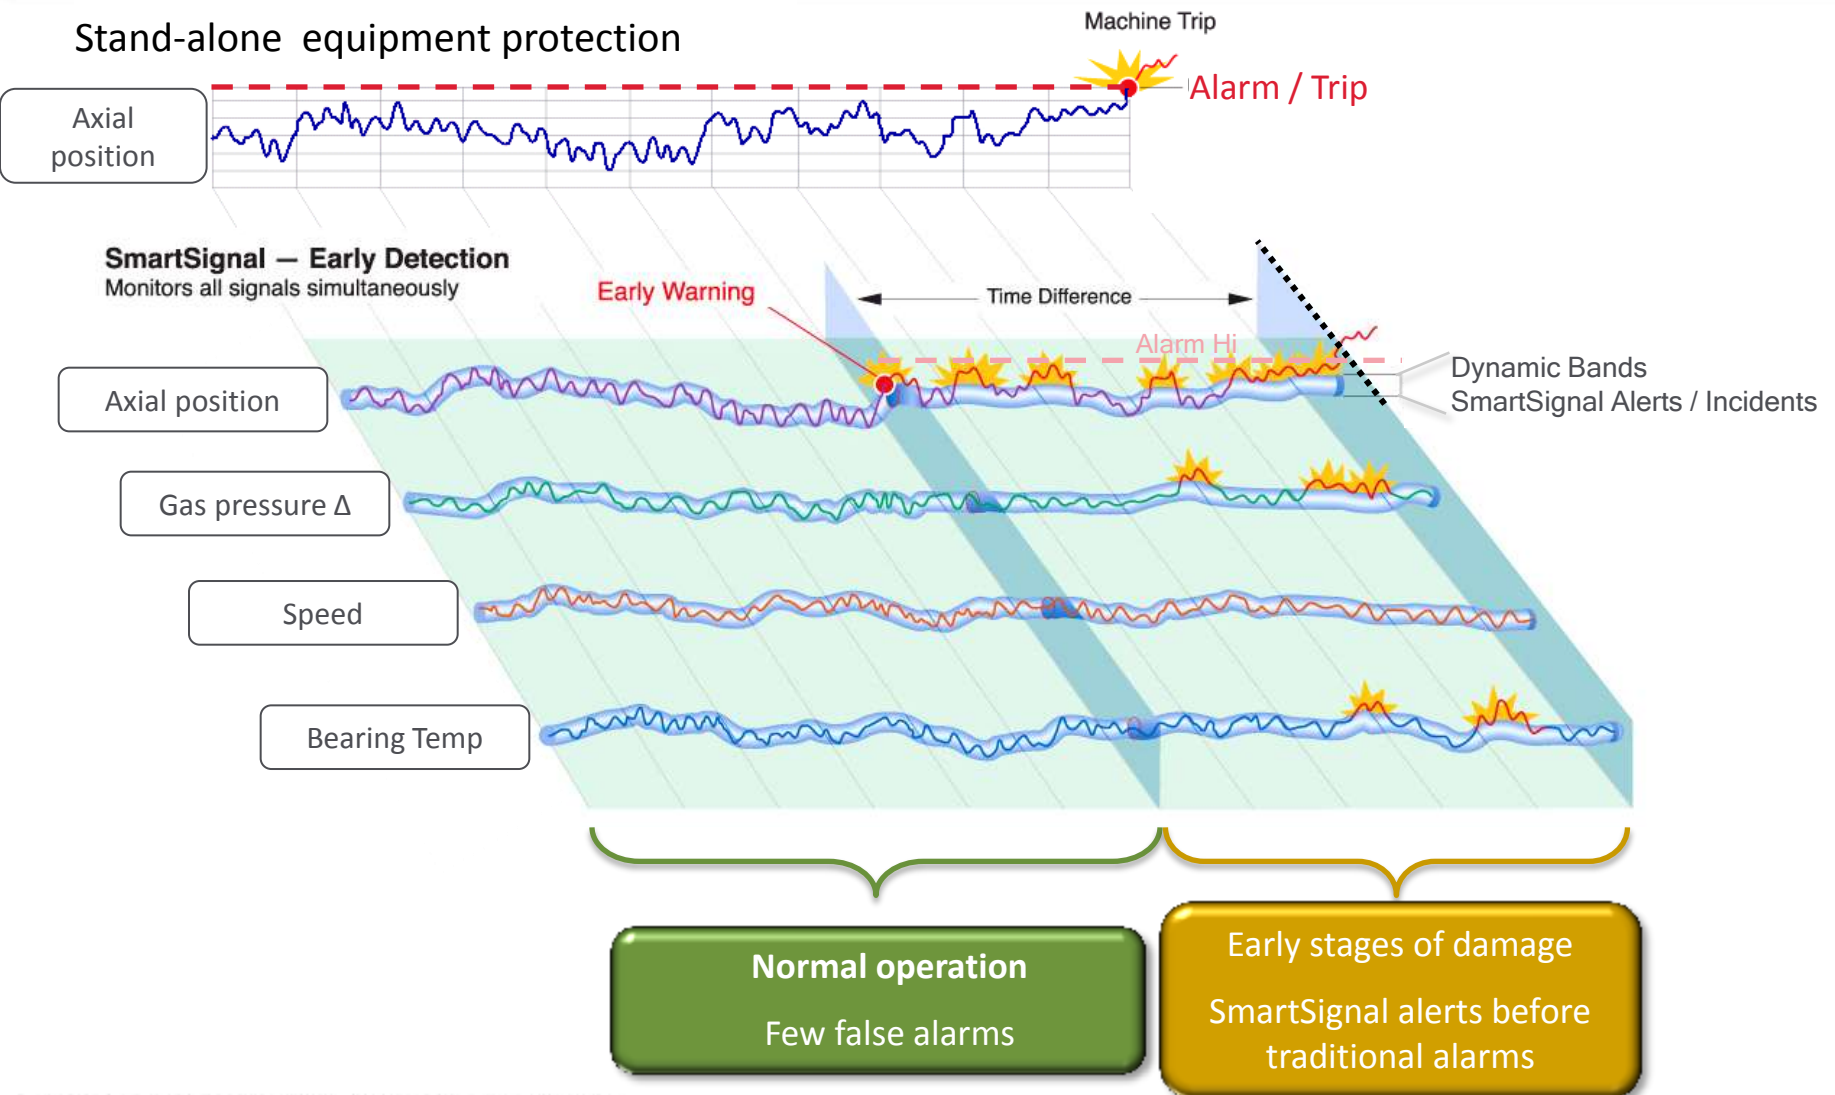 Machine Trip
Stand-alone equipment protection
Alarm / Trip
Axial
position
SmartSignal — Early Detection
Monitors all signals simultaneously
Early Warning
Time Difference
Alarm Hi
Dynamic Bands
SmartSignal Alerts / Incidents
Axial position
Gas pressure Δ
Speed
Bearing Temp
Normal operation
Few false alarms
Early stages of damage
SmartSignal alerts before
traditional alarms